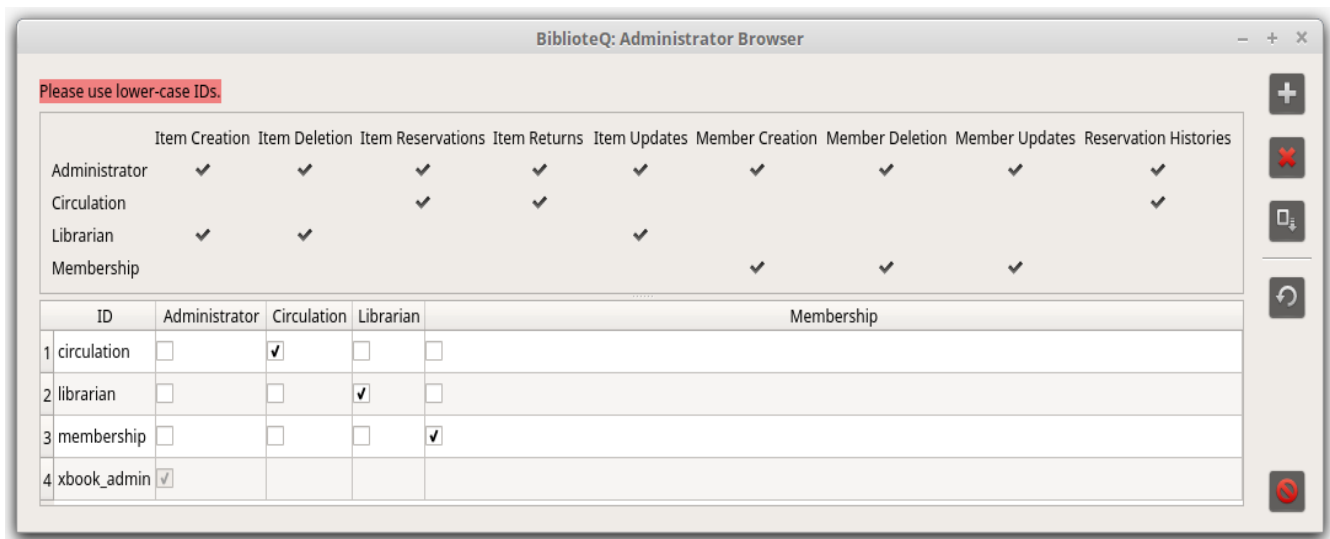 BiblioteQ: Administrator Browser
Please use lower-case IDs.
Item Creation Item Deletion Item Reservations Item Returns Item Updates Member Creation Member Deletion Member Updates Reservation Histories
Administrator
Circulation
Librarian
Membership
ID Administrator Circulation Librarian Membership
1 circulation
2 librarian
3 membership
4 xbook_admin